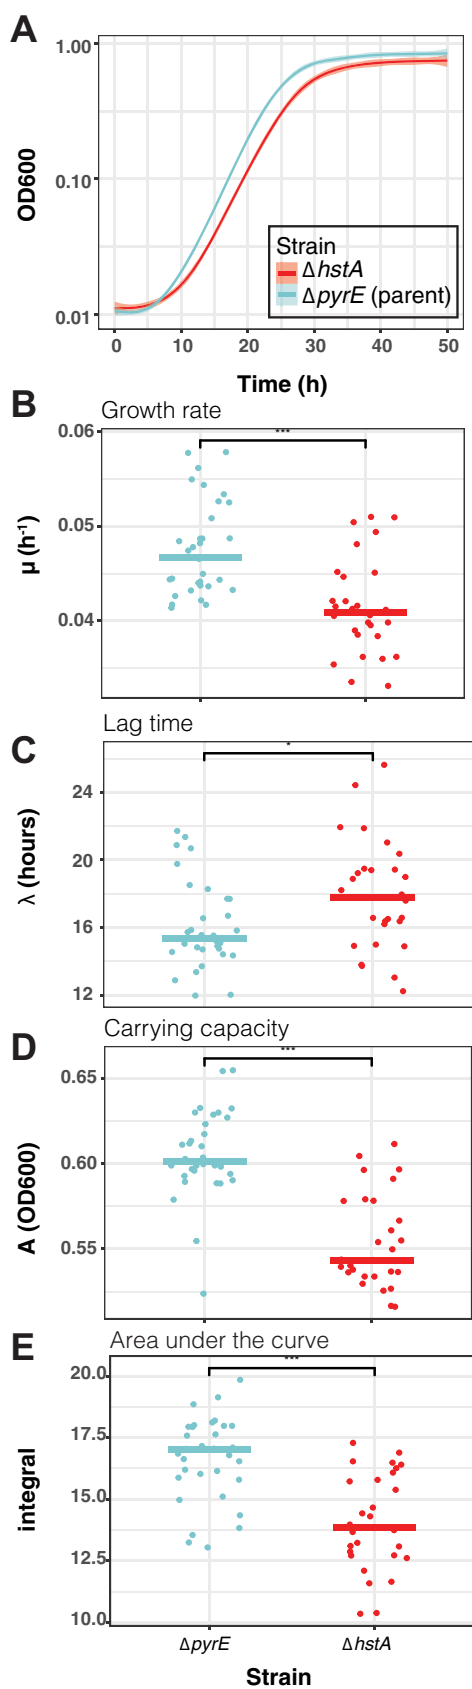 A
1.00
0.10
0.01
OD600
Strain
ΔhstA
ΔpyrE (parent)
0 10 20 30 40 50
Time (h)
B
Growth rate
***
0.06
0.05
0.04
μ (h-1)
C
Lag time
*
24
20
16
12
λ (hours)
D
Carrying capacity
***
0.65
0.60
0.55
A (OD600)
E
Area under the curve
***
20.0
17.5
15.0
12.5
10.0
integral
ΔpyrE ΔhstA
Strain